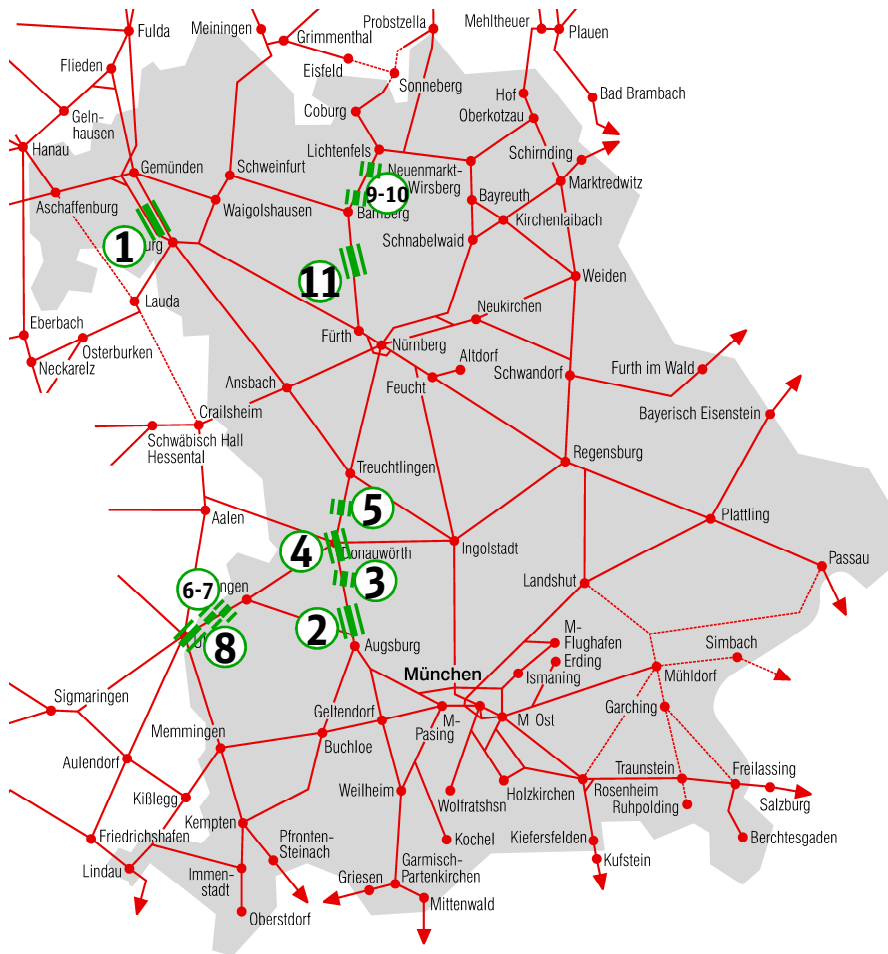 Fulda
Meiningen
Grimmenthal
Probstzella
Mehltheuer
Plauen
Flieden
Eisfeld
Sonneberg
Hof
Bad Brambach
Geln-
hausen
Coburg
Oberkotzau
Hanau
Lichtenfels
Schirnding
Gemünden
Schweinfurt
Neuenmarkt-
Wirsberg
Marktredwitz
Aschaffenburg
Waigolshausen
9-10
Bamberg
Bayreuth
Kirchenlaibach
1
urg
Schnabelwaid
11
Weiden
Lauda
Neukirchen
Eberbach
Fürth
Nürnberg
Osterburken
Altdorf
Neckarelz
Feucht
Schwandorf
Furth im Wald
Ansbach
Crailsheim
Bayerisch Eisenstein
Schwäbisch Hall
Hessental
Treuchtlingen
Regensburg
5
Aalen
Plattling
4
Donauwörth
Ingolstadt
Passau
3
Landshut
6-7
ngen
2
8
U
Augsburg
M-
Flughafen
Erding
Simbach
München
Ismaning
Mühldorf
Sigmaringen
Geltendorf
Garching
M-
Pasing
M Ost
Memmingen
Buchloe
Aulendorf
Weilheim
Traunstein
Freilassing
Kißlegg
Wolfratshsn
Holzkirchen
Rosenheim
Ruhpolding
Salzburg
Kempten
Friedrichshafen
Pfronten-
Steinach
Kochel
Kiefersfelden
Berchtesgaden
Lindau
Immen-
stadt
Griesen
Garmisch-
Partenkirchen
Kufstein
Oberstdorf
Mittenwald